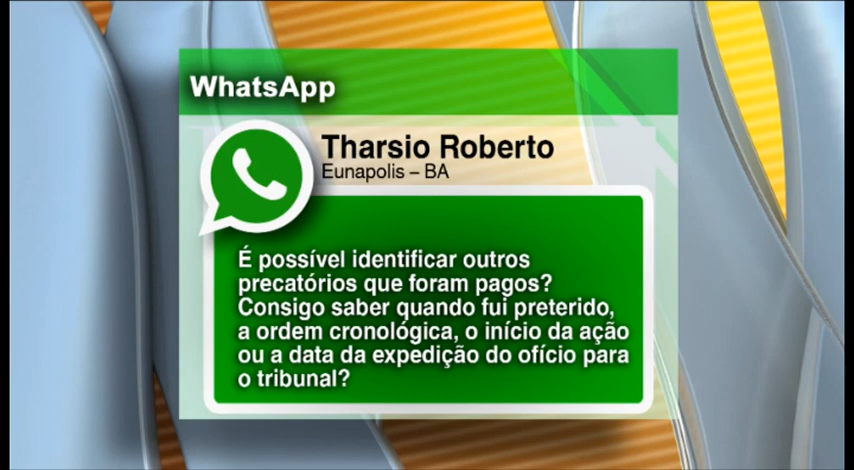 WhatsApp
Tharsio Roberto
Eunapolis – BA
É possível identificar outros
precatórios que foram pagos?
Consigo saber quando fui preterido,
a ordem cronológica, o início da ação
ou a data da expedição do ofício para
o tribunal?